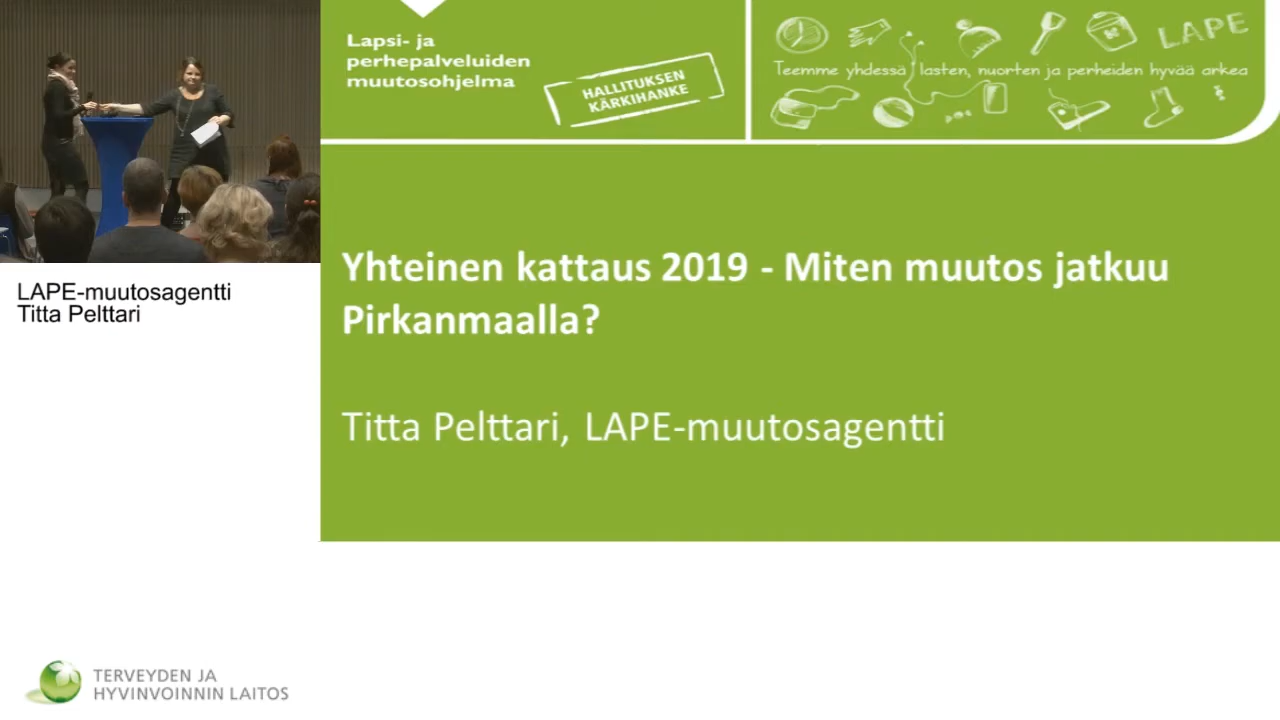 Lapsi- ja
perhepalveluiden
muutosohjelma
HALLITUKSEN
KÄRKIHANKE
LAPE
Teemme yhdessä lasten, nuorten ja perheiden hyvää arkea
Yhteinen kattaus 2019 - Miten muutos jatkuu
Pirkanmaalla?
Titta Pelttari, LAPE-muutosagentti
LAPE-muutosagentti
Titta Pelttari
TERVEYDEN JA
HYVINVOINNIN LAITOS